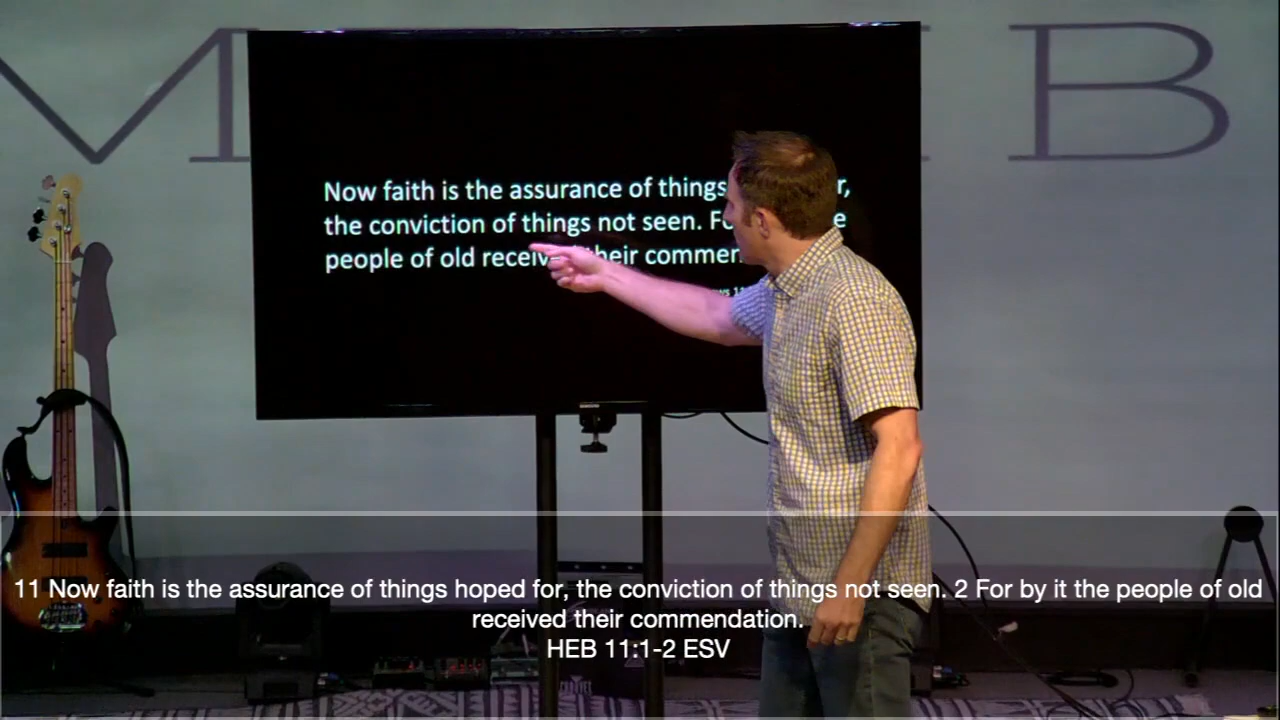 M B
Now faith is the assurance of things r,
the conviction of things not seen. e
people of old their commen
11 Now faith is the assurance of things hoped for, the conviction of things not seen. 2 For by it the people of old
received their commendation.
HEB 11:1-2 ESV
CHAUVET